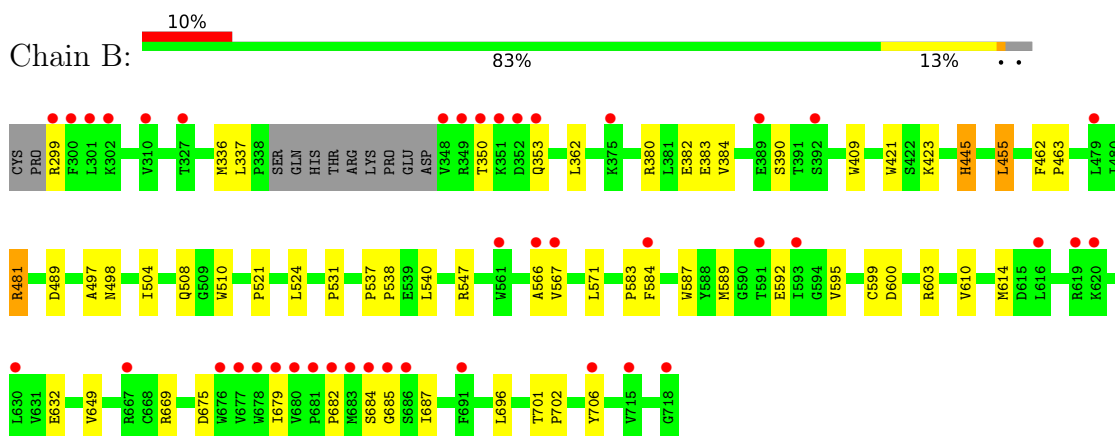 10%
Chain B:
83% 13% • •
CYS PRO R299 F300 L301 K302 V310 T327 M336 L337 P338 SER GLN HIS THR ARG LYS PRO GLU ASP V348 R349 T350 K351 D352 Q353 L362 K375 R380 L381 E382 E383 V384 E389 S390 T391 S392 W409 W421 S422 K423 H445 L455 F462 P463 L479 I480
R481 D489 A497 N498 I504 Q508 G509 W510 P521 L524 P531 P537 P538 E539 L540 R547 W561 A566 V567 L571 P583 F584 W587 Y588 M589 G590 T591 E592 I593 G594 V595 C599 D600 R603 V610 M614 D615 L616 R619 K620
L630 V631 E632 V649 R667 C668 R669 D675 W676 V677 W678 I679 V680 P681 P682 M683 S684 G685 S686 I687 F691 L696 T701 P702 Y706 V715 G718